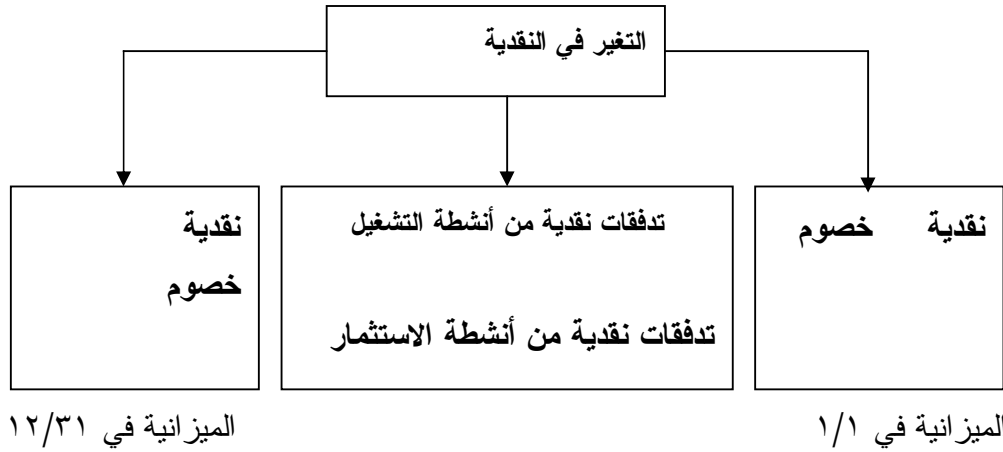 التغير في النقدية
نقدية خصوم
تدفقات نقدية من أنشطة التشغيل
تدفقات نقدية من أنشطة الاستثمار
نقدية
خصوم
الميزانية في ١/١
الميزانية في ١٢/٣١